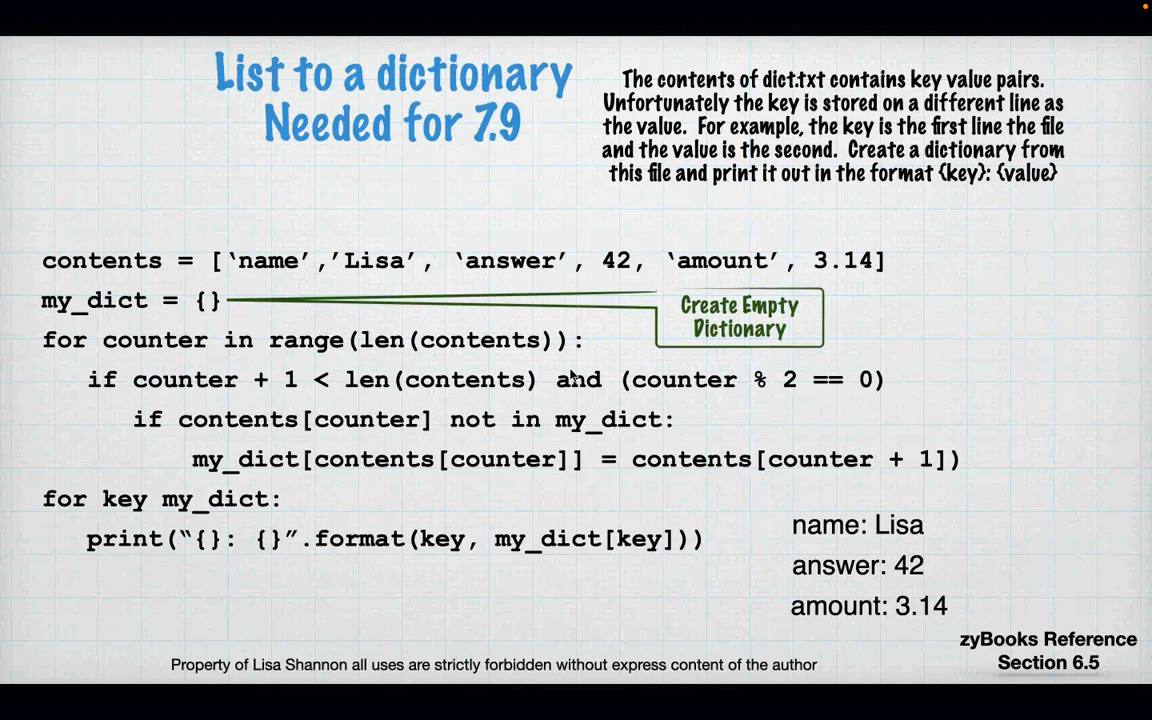 List to a dictionary
Needed for 7.9
The contents of dict.txt contains key value pairs.
Unfortunately the key is stored on a different line as
the value. For example, the key is the first line the file
and the value is the second. Create a dictionary from
this file and print it out in the format {key}: {value}
contents = [‘name’,’Lisa’, ‘answer’, 42, ‘amount’, 3.14]
my_dict = {}
Create Empty
Dictionary
for counter in range(len(contents)):
if counter + 1 < len(contents) and (counter % 2 == 0)
if contents[counter] not in my_dict:
my_dict[contents[counter]] = contents[counter + 1])
for key my_dict:
print(“{}: {}”.format(key, my_dict[key]))
name: Lisa
answer: 42
amount: 3.14
zyBooks Reference
Section 6.5
Property of Lisa Shannon all uses are strictly forbidden without express content of the author